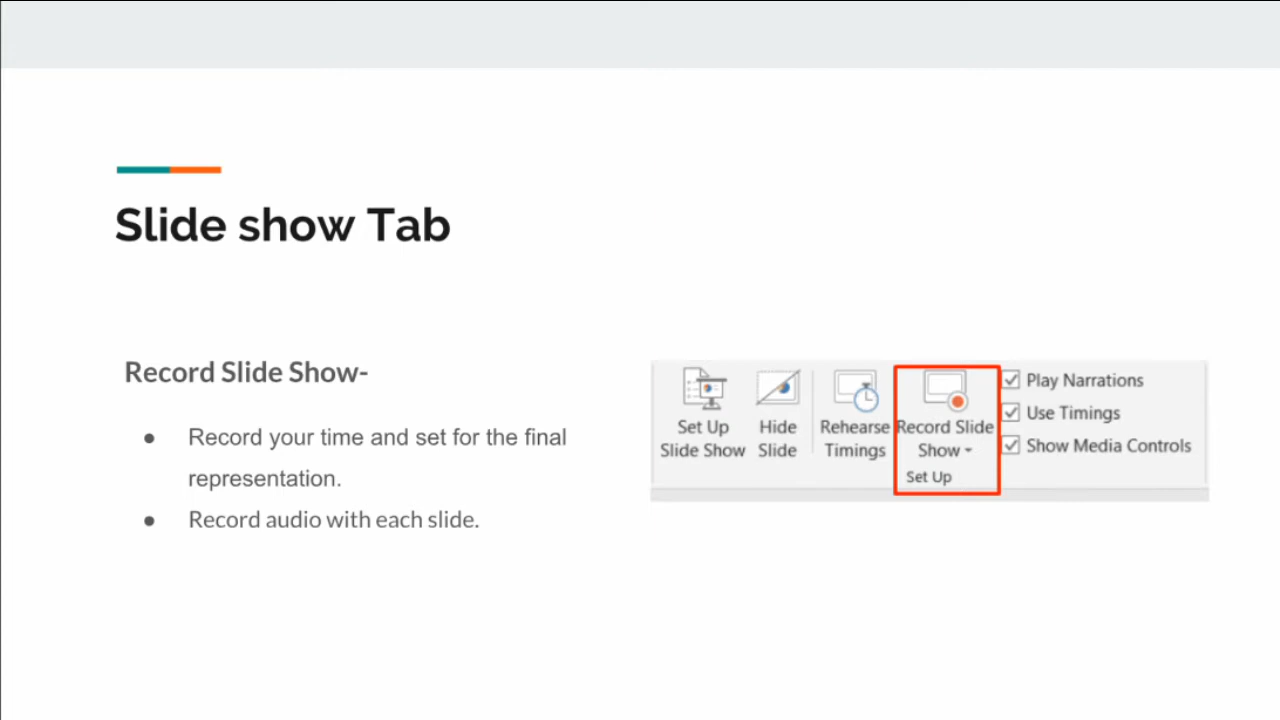 Slide show Tab
Record Slide Show-
● Record your time and set for the final
representation.
● Record audio with each slide.
Set Up
Slide Show
Hide
Slide
Rehearse
Timings
Record Slide
Show
Set Up
Play Narrations
Use Timings
Show Media Controls